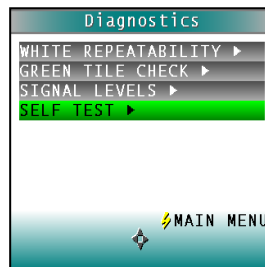 Diagnostics
WHITE REPEATABILITY ▶
GREEN TILE CHECK ▶
SIGNAL LEVELS ▶
SELF TEST ▶
MAIN MENU